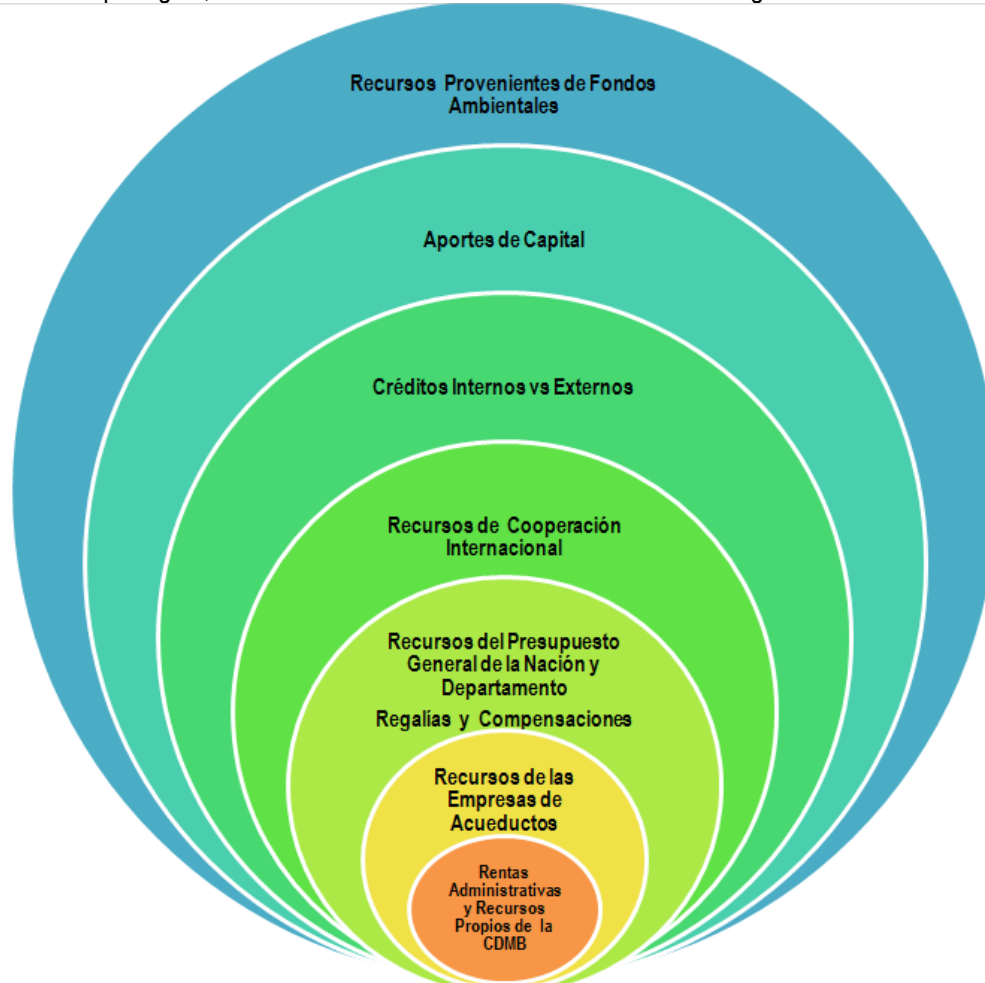 Recursos Provenientes de Fondos
Ambientales
Aportes de Capital
Créditos Internos vs Externos
Recursos de Cooperación
Internacional
Recursos del Presupuesto
General de la Nación y
Departamento
Regalías y Compensaciones
Recursos de las
Empresas de
Acueductos
Rentas
Administrativas
y Recursos
Propios de la
CDMB